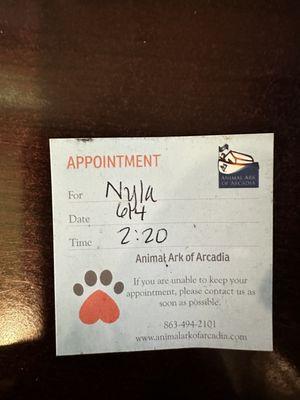 APPOINTMENT
ANIMAL ARK
OF ARCADIA
For Nyla
Date 6/4
Time 2:20
Animal Ark of Arcadia
If you are unable to keep your
appointment, please contact us as
soon as possible.
863-494-2101
www.animalarkofarcadia.com